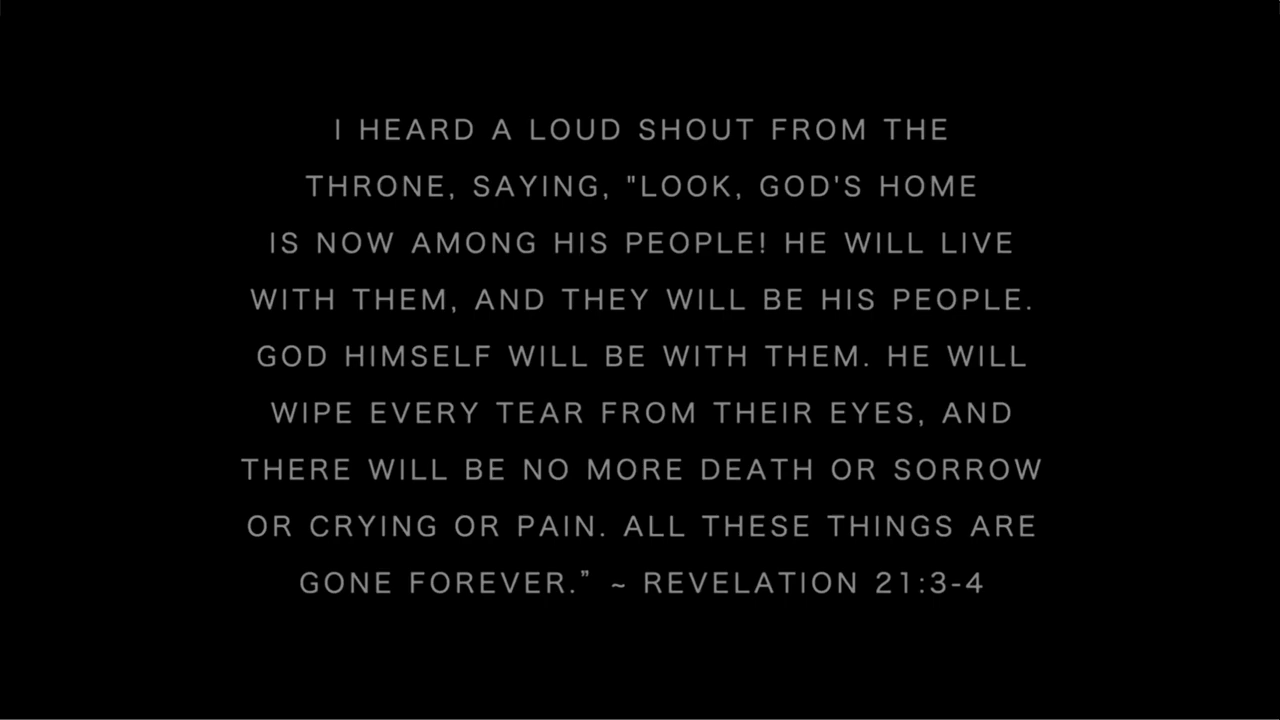 I HEARD A LOUD SHOUT FROM THE
THRONE, SAYING, "LOOK, GOD'S HOME
IS NOW AMONG HIS PEOPLE! HE WILL LIVE
WITH THEM, AND THEY WILL BE HIS PEOPLE.
GOD HIMSELF WILL BE WITH THEM. HE WILL
WIPE EVERY TEAR FROM THEIR EYES, AND
THERE WILL BE NO MORE DEATH OR SORROW
OR CRYING OR PAIN. ALL THESE THINGS ARE
GONE FOREVER.” ~ REVELATION 21:3-4